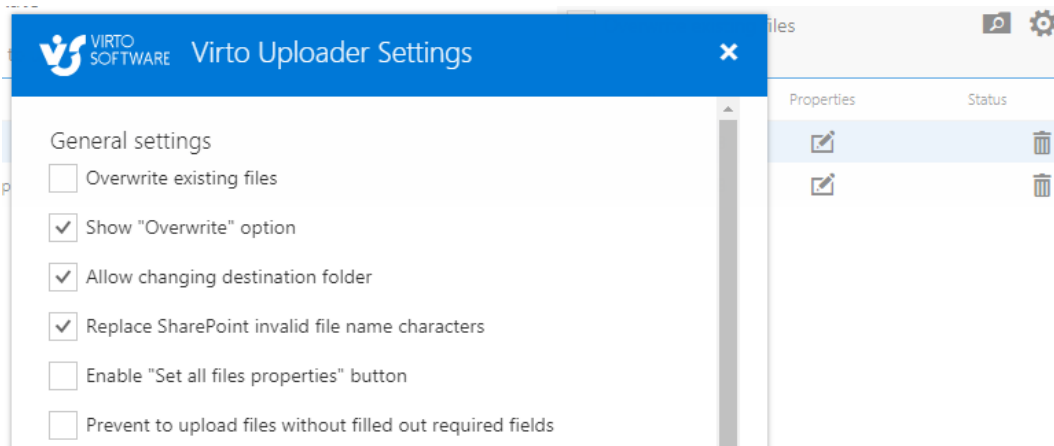 VIRTO
SOFTWARE
Virto Uploader Settings
files
Properties
Status
General settings
Overwrite existing files
Show "Overwrite" option
Allow changing destination folder
Replace SharePoint invalid file name characters
Enable "Set all files properties" button
Prevent to upload files without filled out required fields